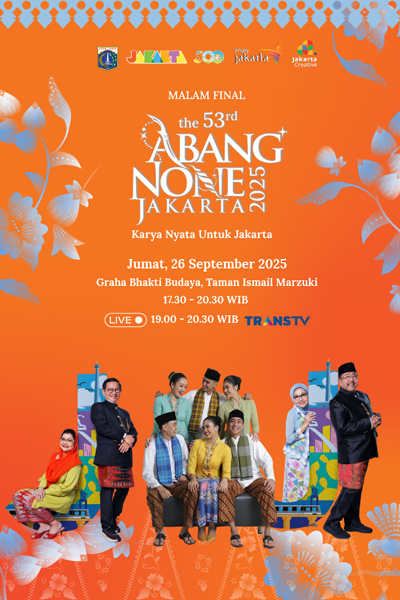 JAKARTA 500 enjoy jakarta Jakarta Creative
MALAM FINAL
the 53rd
ABANG
NONE
JAKARTA
2025
Karya Nyata Untuk Jakarta
Jumat, 26 September 2025
Graha Bhakti Budaya, Taman Ismail Marzuki
17.30 - 20.30 WIB
LIVE 19.00 - 20.30 WIB TRANSTV